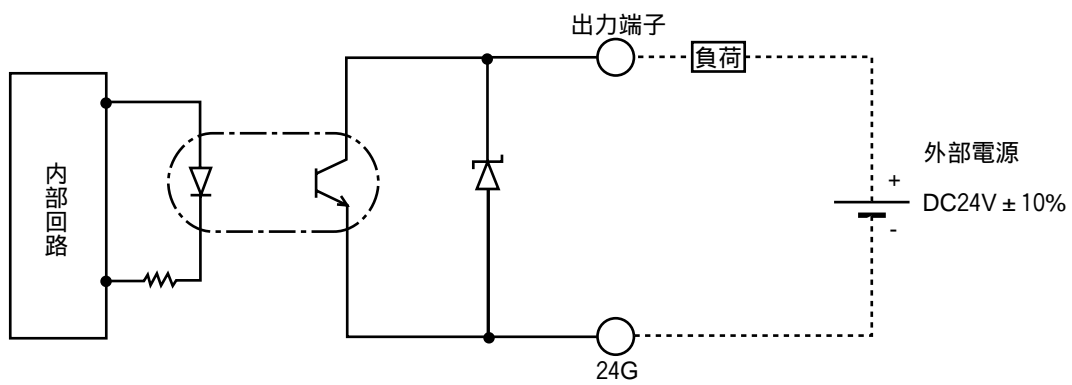 出力端子
負荷
内部回路
外部電源
+
DC24V ± 10%
-
24G